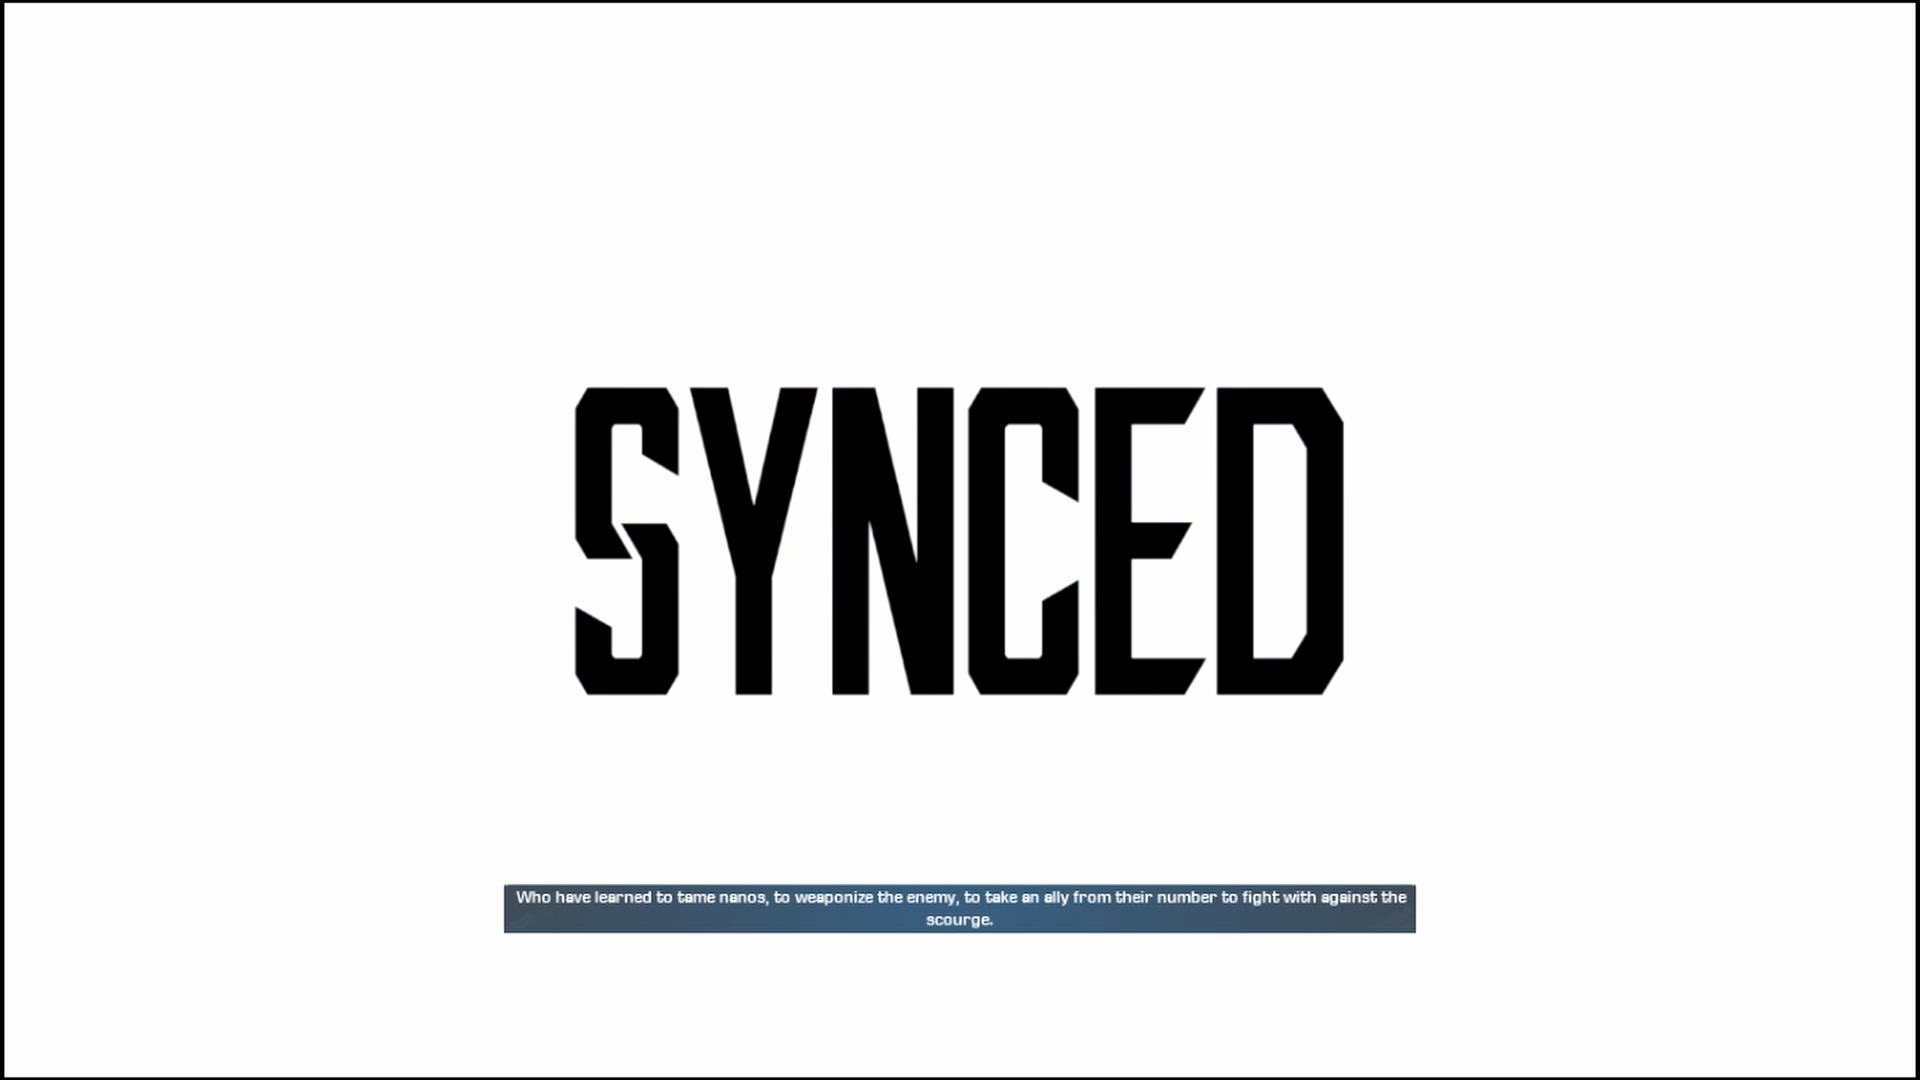 SYNCED
Who have learned to tame nanos, to weaponize the enemy, to take an ally from their number to fight with against the
scourge.